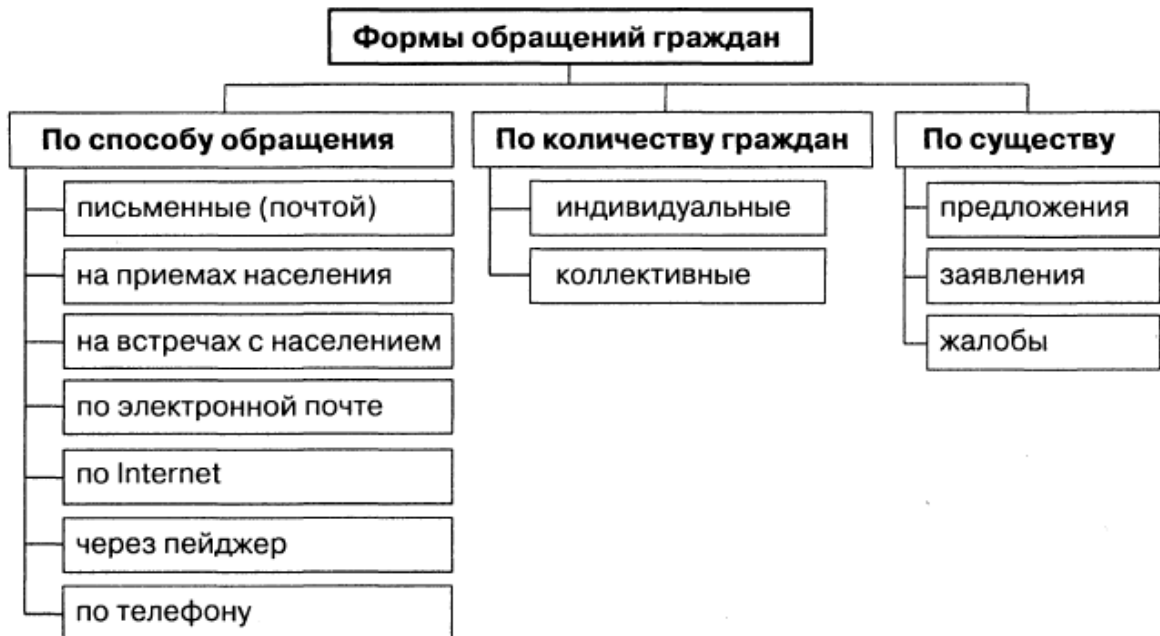 Формы обращений граждан
По способу обращения
письменные (почтой)
на приемах населения
на встречах с населением
по электронной почте
по Internet
через пейджер
по телефону
По количеству граждан
индивидуальные
коллективные
По существу
предложения
заявления
жалобы